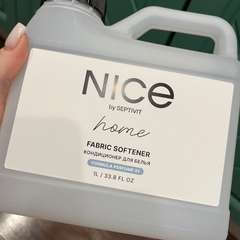 NICE
by SEPTIVIT
home
FABRIC SOFTENER
КОНДИЦИОНЕР ДЛЯ БЕЛЬЯ
1L / 33.8 FL OZ